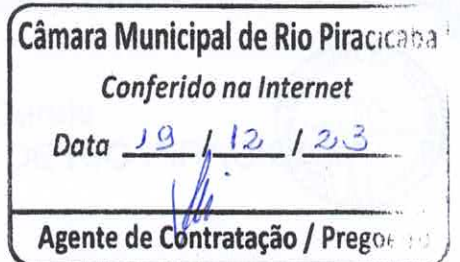 Câmara Municipal de Rio Piracicaba
Conferido na Internet
Data 19 / 12 / 23
Agente de Contratação /